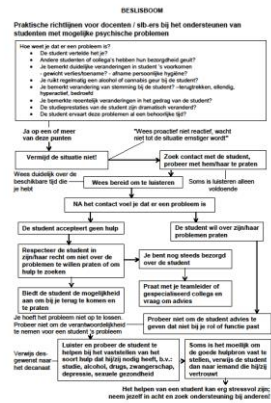 BESLISBOOM
Praktische richtlijnen voor docenten / slb-ers bij het ondersteunen van
studenten met mogelijke psychische problemen
Hoe weet je dat er een probleem is?
De student vertelde het je?
Andere studenten of collega's hebben hun bezorgdheid geuit?
Je bemerkt duidelijke veranderingen in student 's voorkomen
- gewicht verlies/toename? - afname persoonlijke hygiëne?
Je ruikt regelmatig een alcohol of cannabis geur bij de student?
Je bemerkt verandering van stemming bij de student? –teruggetrokken, ellendig,
hyperactief, bedroefd
Je bemerkte recentelijk veranderingen in het gedrag van de student?
De studieprestaties van de student zijn dramatisch veranderd?
De student ervaart deze problemen al een behoorlijke tijd?
Ja op een of meer
van deze punten
"Wees proactief niet reactief, wacht
niet tot de situatie ernstiger wordt"
Vermijd de situatie niet!
Zoek contact met de student,
probeer met hem/haar te praten
Wees duidelijk over de
beschikbare tijd die
je hebt
Wees bereid om te luisteren
Soms is luisteren alleen
voldoende
NA het contact voel je dat er een probleem is
De student accepteert geen hulp
De student wil over zijn/haar
problemen praten
Respecteer de student in
zijn/haar recht om niet over de
problemen te willen praten of om
hulp te zoeken
Je bent nog steeds bezorgd
over de student
Praat met je teamleider of
gespecialiseerd collega en
vraag om advies
Biedt de student de mogelijkheid
aan om bij je terug te komen en
te praten
Je hoeft het probleem niet op te lossen.
Probeer niet om de verantwoordelijkheid
te nemen voor een student 's probleem
Probeer niet om de student advies te
geven dat niet bij je rol of functie past
Verwijs des-
gewenst naar
het decanaat
Luister en probeer de student te
helpen bij het vaststellen van het
soort hulp dat hij/zij nodig heeft, b.v.:
studie, alcohol, drugs, zwangerschap,
depressie, sexuele gezondheid
Soms is het moeilijk om
de goede hulpbron vast te
stellen, verwijs de student
dan naar iemand die hij/zij
vertrouwt
Het helpen van een student kan erg stressvol zijn;
neem jezelf in acht en zoek ondersteuning bij anderen!